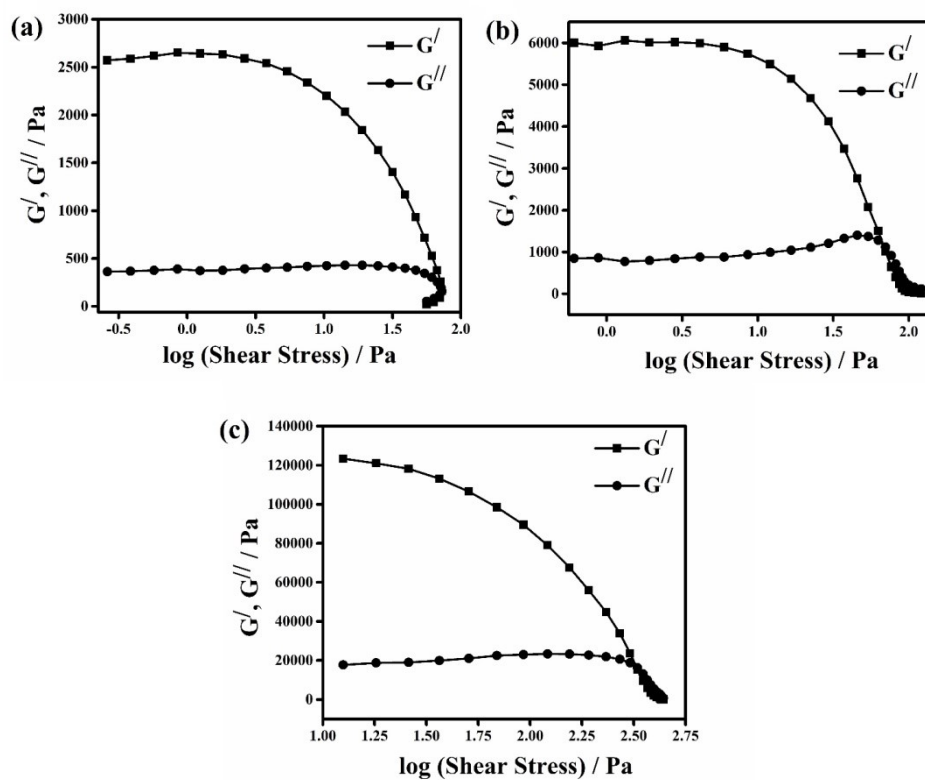 (a)
3000
2500
2000
1500
1000
500
0
G/, G// / Pa
G/
G//
-0.5 0.0 0.5 1.0 1.5 2.0
log (Shear Stress) / Pa
(b)
6000
4000
2000
1000
0
G/, G// / Pa
G/
G//
0.0 0.5 1.0 1.5 2.0
log (Shear Stress) / Pa
(c)
140000
120000
100000
80000
60000
40000
20000
0
G/, G// / Pa
G/
G//
1.00 1.25 1.50 1.75 2.00 2.25 2.50 2.75
log (Shear Stress) / Pa